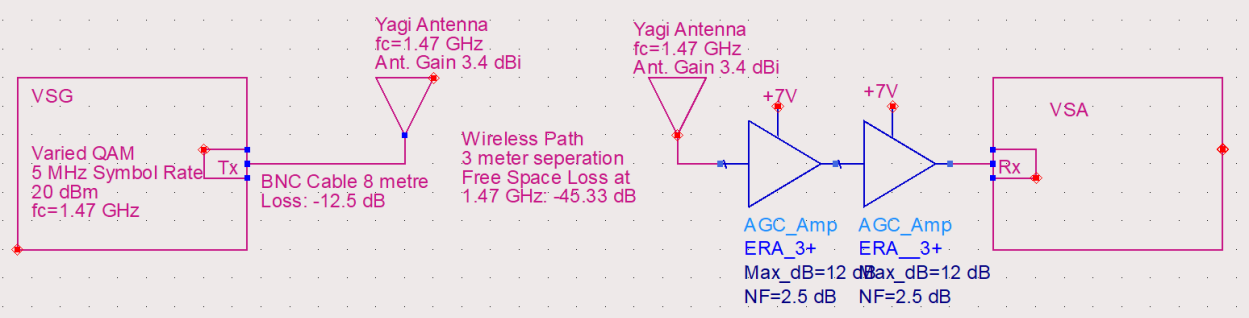 Yagi Antenna
fc=1.47 GHz
Ant. Gain 3.4 dBi
Yagi Antenna
fc=1.47 GHz
Ant. Gain 3.4 dBi
VSG
Varied QAM
5 MHz Symbol Rate
20 dBm
fc=1.47 GHz
Tx
BNC Cable 8 metre
Loss: -12.5 dB
Wireless Path
3 meter seperation
Free Space Loss at
1.47 GHz: -45.33 dB
+7V
+7V
VSA
Rx
AGC_Amp
ERA_3+
Max_dB=12 dB
NF=2.5 dB
AGC_Amp
ERA__3+
Max_dB=12 dB
NF=2.5 dB